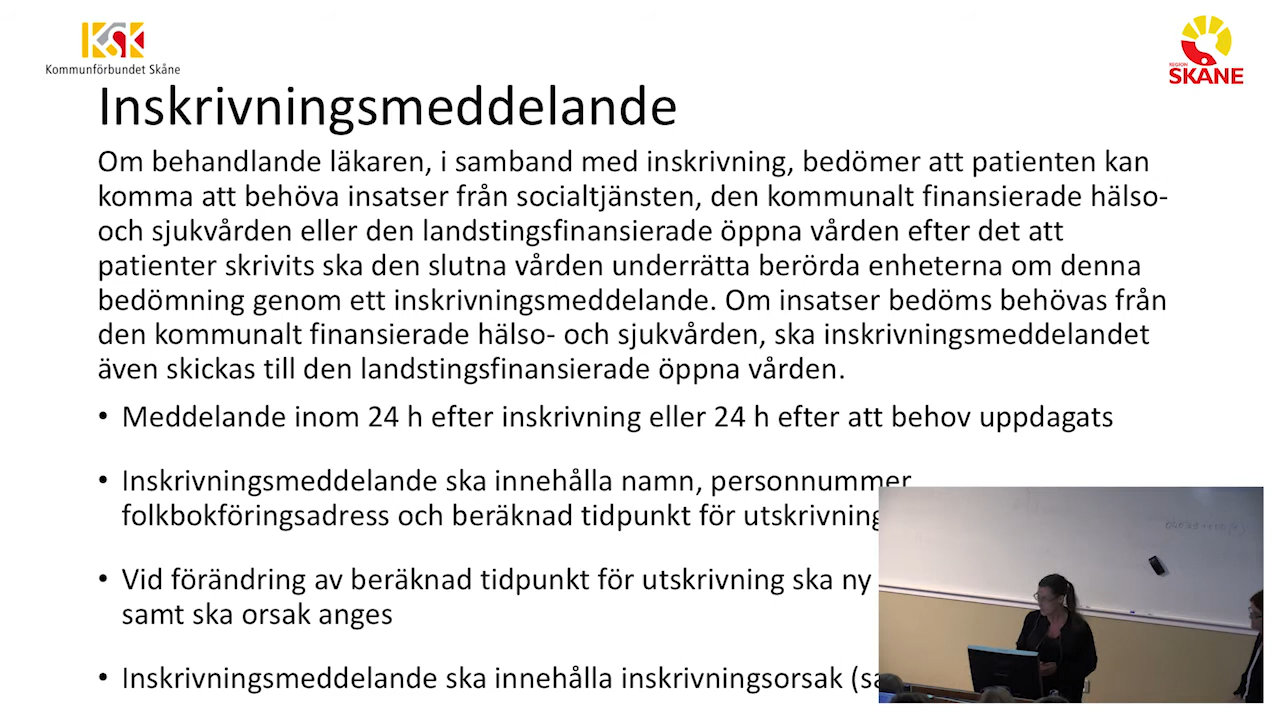 KSK
Kommunförbundet Skåne
REGION
SKÅNE
Inskrivningsmeddelande
Om behandlande läkaren, i samband med inskrivning, bedömer att patienten kan
komma att behöva insatser från socialtjänsten, den kommunalt finansierade hälso-
och sjukvården eller den landstingsfinansierade öppna vården efter det att
patienter skrivits ska den slutna vården underrätta berörda enheterna om denna
bedömning genom ett inskrivningsmeddelande. Om insatser bedöms behövas från
den kommunalt finansierade hälso- och sjukvården, ska inskrivningsmeddelandet
även skickas till den landstingsfinansierade öppna vården.
• Meddelande inom 24 h efter inskrivning eller 24 h efter att behov uppdagats
• Inskrivningsmeddelande ska innehålla namn, personnummer
folkbokföringsadress och beräknad tidpunkt för utskrivning
• Vid förändring av beräknad tidpunkt för utskrivning ska ny
samt ska orsak anges
• Inskrivningsmeddelande ska innehålla inskrivningsorsak